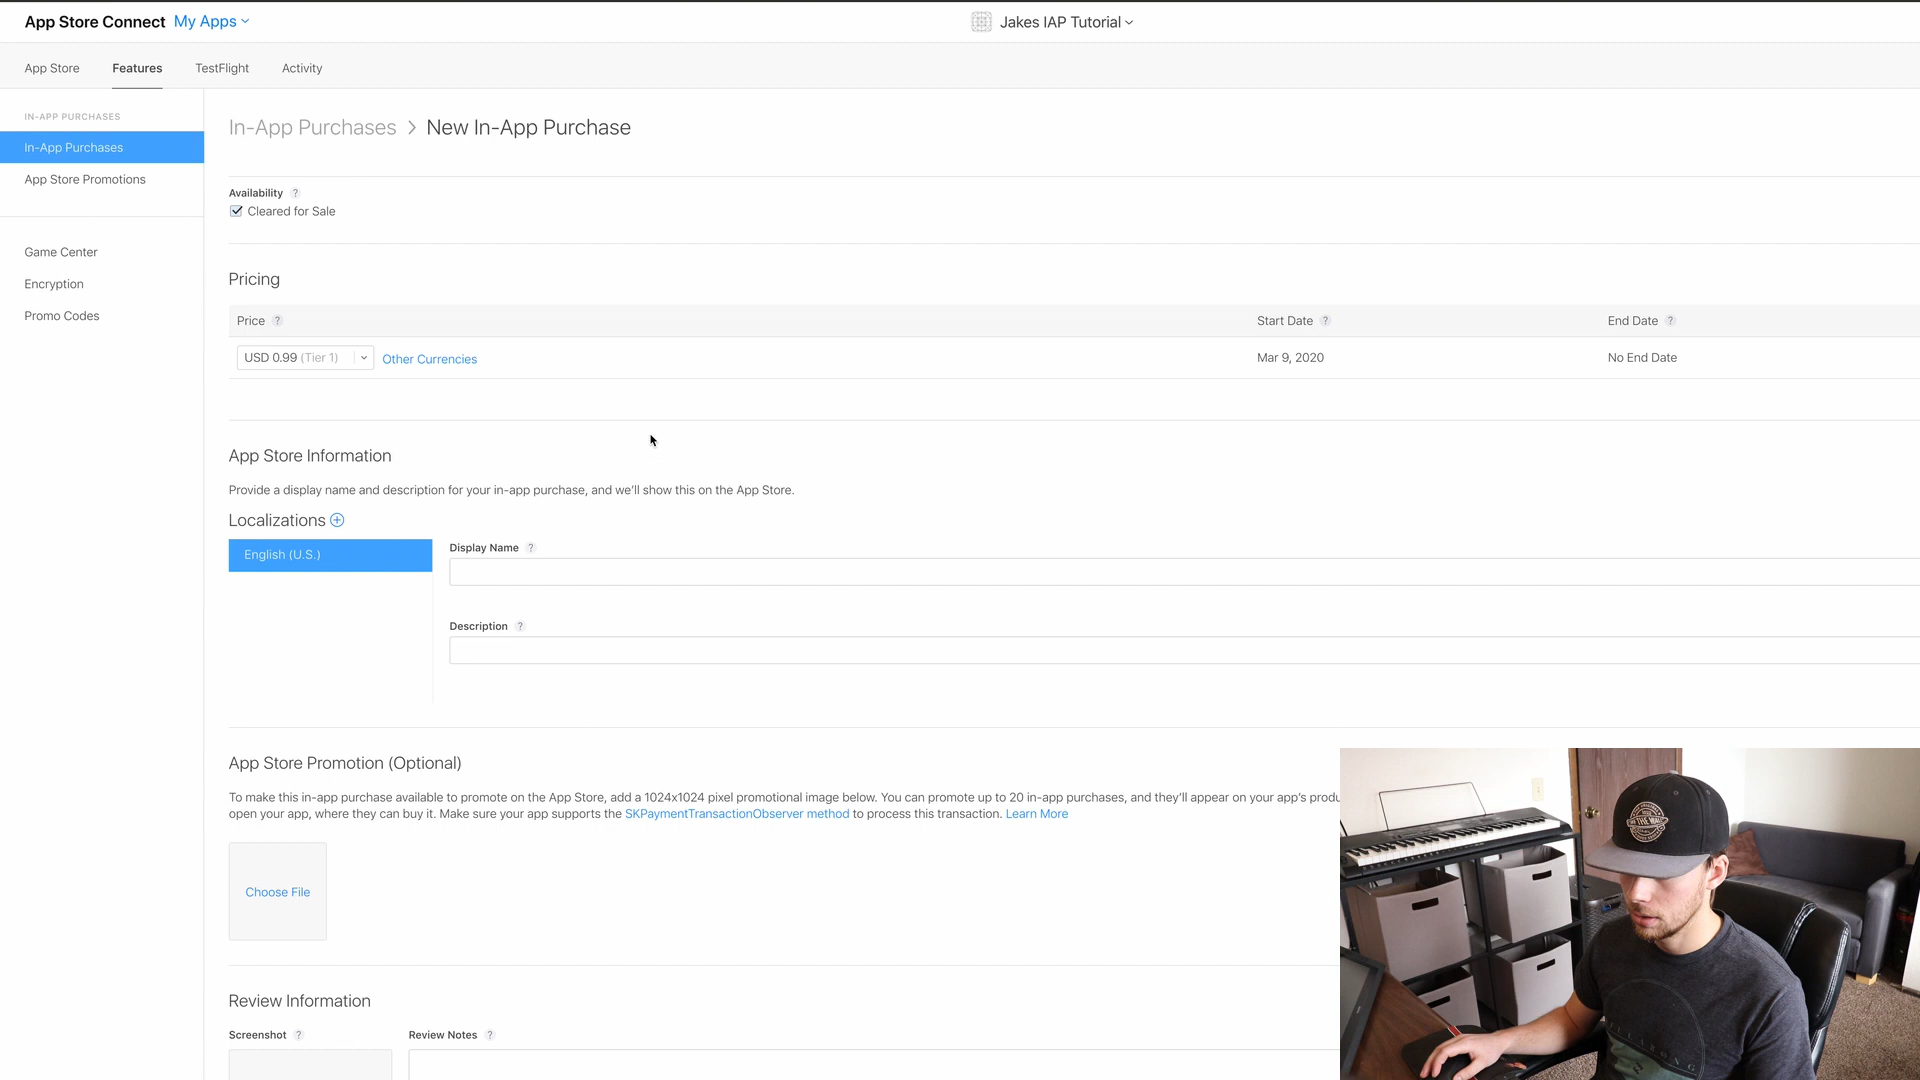 App Store Connect My Apps
Jakes IAP Tutorial
App Store Features TestFlight Activity
IN-APP PURCHASES
In-App Purchases
App Store Promotions
Game Center
Encryption
Promo Codes
In-App Purchases > New In-App Purchase
Availability ?
Cleared for Sale
Pricing
Price ? Start Date ? End Date ?
USD 0.99 (Tier 1) Other Currencies Mar 9, 2020 No End Date
App Store Information
Provide a display name and description for your in-app purchase, and we'll show this on the App Store.
Localizations
English (U.S.)
Display Name ?
Description ?
App Store Promotion (Optional)
To make this in-app purchase available to promote on the App Store, add a 1024x1024 pixel promotional image below. You can promote up to 20 in-app purchases, and they'll appear on your app's produ
open your app, where they can buy it. Make sure your app supports the SKPaymentTransactionObserver method to process this transaction. Learn More
Choose File
Review Information
Screenshot ? Review Notes ?
THE WALL